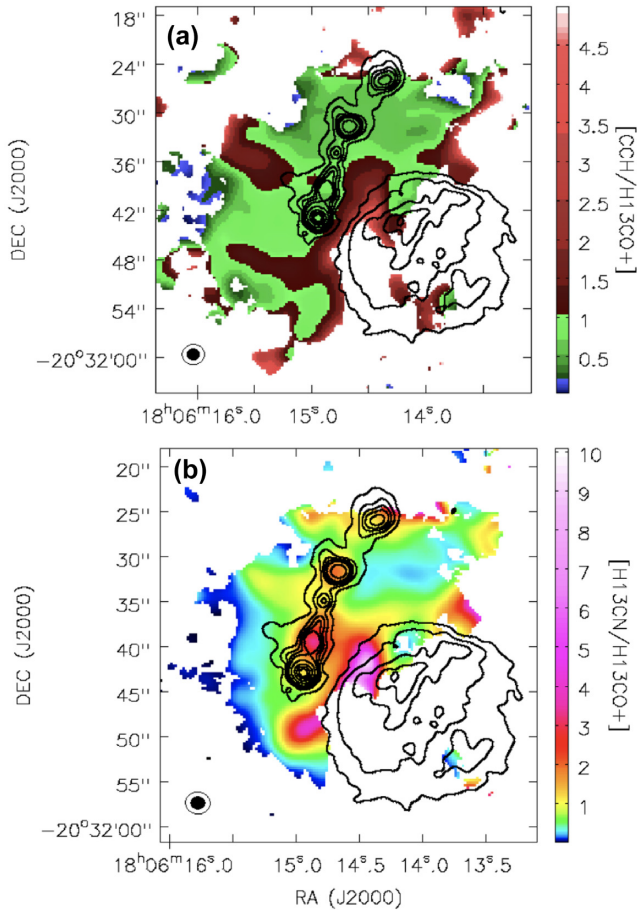 (a)
18"
24"
30"
36"
42"
48"
54"
−20°32'00"
DEC (J2000)
18ʰ06ᵐ16ˢ.0
15ˢ.0
14ˢ.0
4.5
4
3.5
3
2.5
2
1.5
1
0.5
[CCH/H13CO+]
(b)
20"
25"
30"
35"
40"
45"
50"
55"
−20°32'00"
DEC (J2000)
18ʰ06ᵐ16ˢ.0
15ˢ.0
14ˢ.5
14ˢ.0
13ˢ.5
RA (J2000)
10
9
8
7
6
5
4
3
2
1
[H13CN/H13CO+]